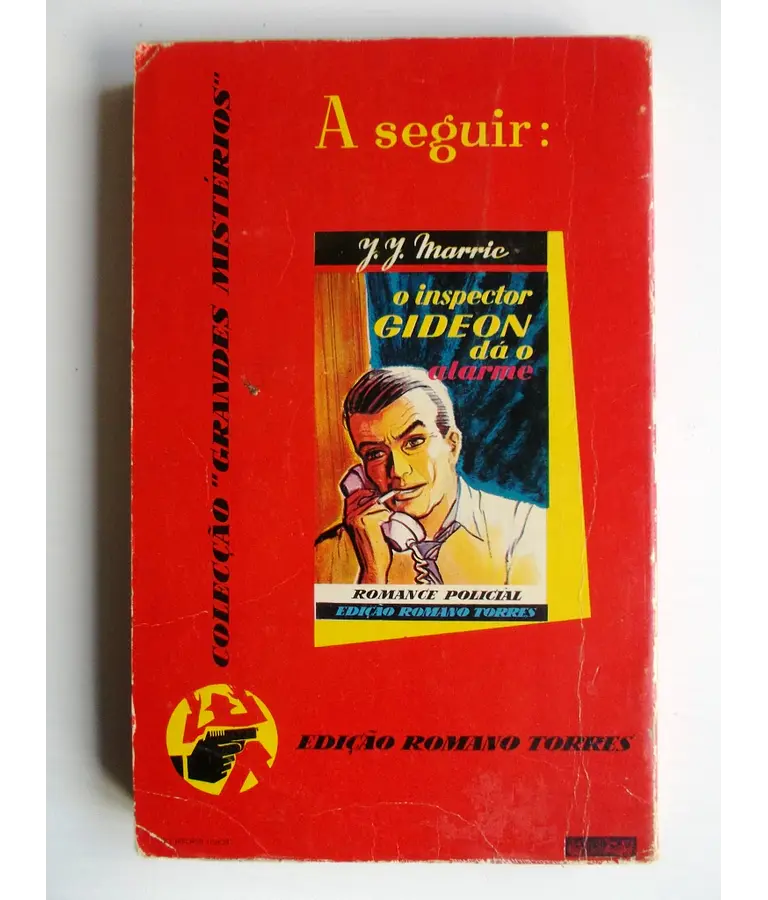 COLECÇÃO "GRANDES MISTÉRIOS"
A seguir:
J. J. Marric
o inspector
GIDEON
dá o
alarme
ROMANCE POLICIAL
EDIÇÃO ROMANO TORRES
EDIÇÃO ROMANO TORRES